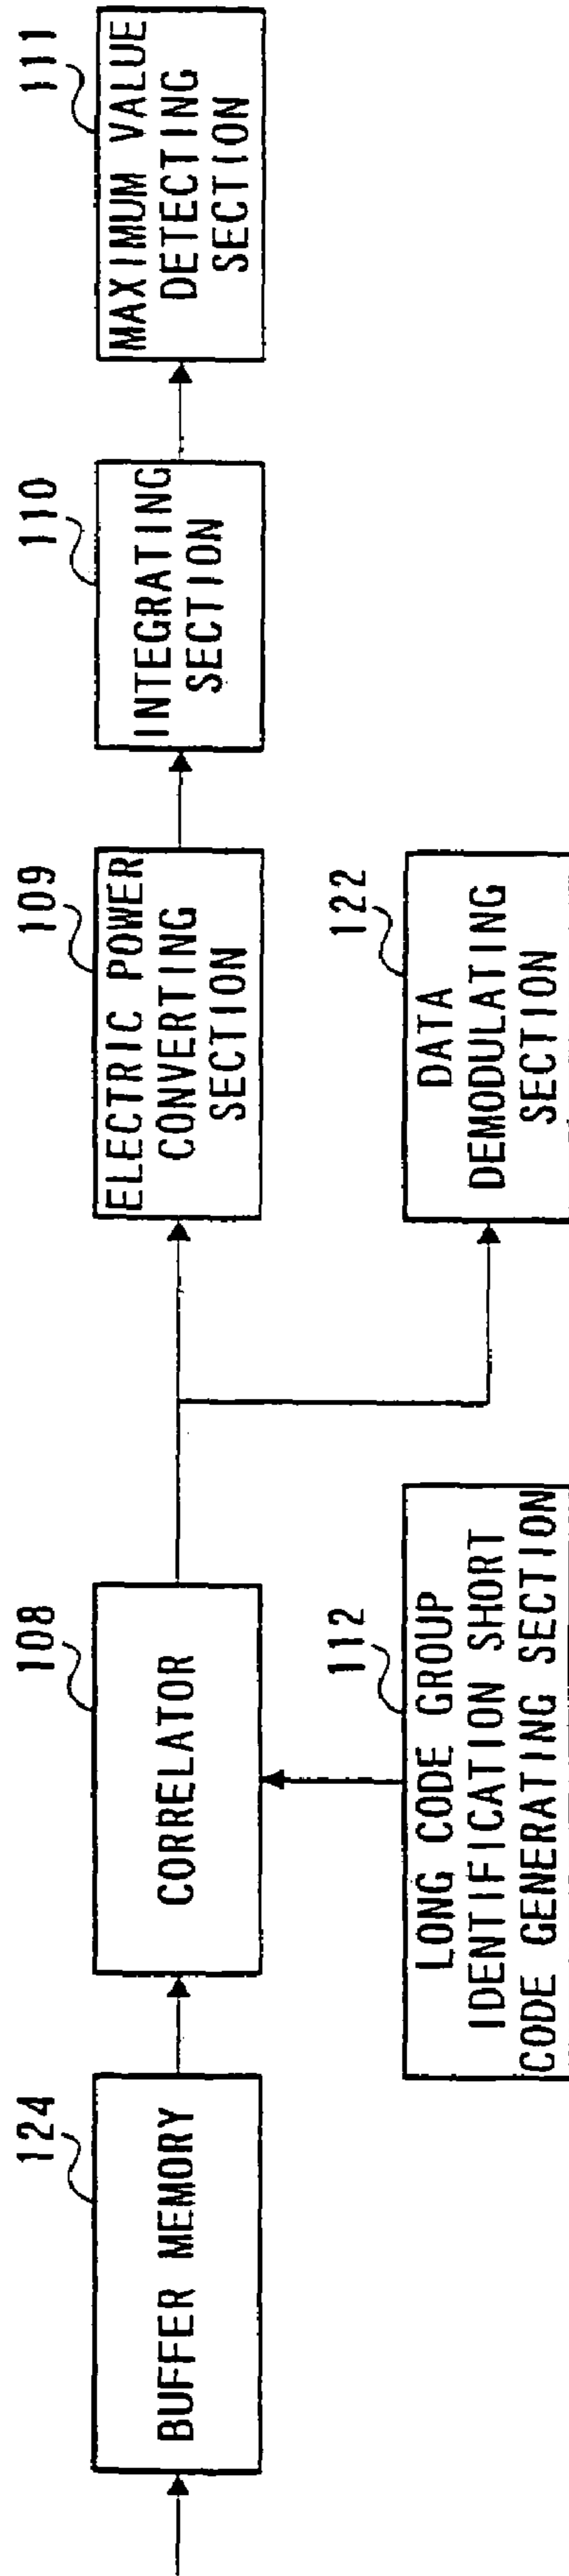 124
BUFFER MEMORY
108
CORRELATOR
109
ELECTRIC POWER
CONVERTING
SECTION
110
INTEGRATING
SECTION
111
MAXIMUM VALUE
DETECTING
SECTION
112
LONG CODE GROUP
IDENTIFICATION SHORT
CODE GENERATING SECTION
122
DATA
DEMODULATING
SECTION